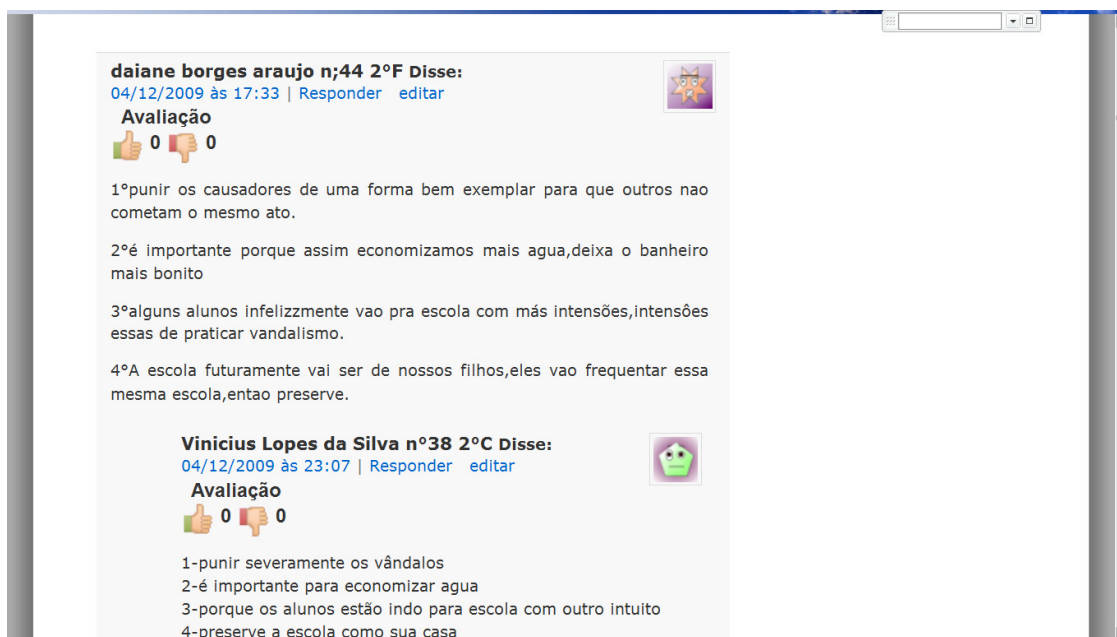 daiane borges araujo n;44 2°F Disse:
04/12/2009 às 17:33 | Responder editar
Avaliação
0 0
1°punir os causadores de uma forma bem exemplar para que outros nao
cometam o mesmo ato.
2°é importante porque assim economizamos mais agua,deixa o banheiro
mais bonito
3°alguns alunos infelizzmente vao pra escola com más intensões,intensôes
essas de praticar vandalismo.
4°A escola futuramente vai ser de nossos filhos,eles vao frequentar essa
mesma escola,entao preserve.
Vinicius Lopes da Silva n°38 2°C Disse:
04/12/2009 às 23:07 | Responder editar
Avaliação
0 0
1-punir severamente os vândalos
2-é importante para economizar agua
3-porque os alunos estão indo para escola com outro intuito
4-preserve a escola como sua casa